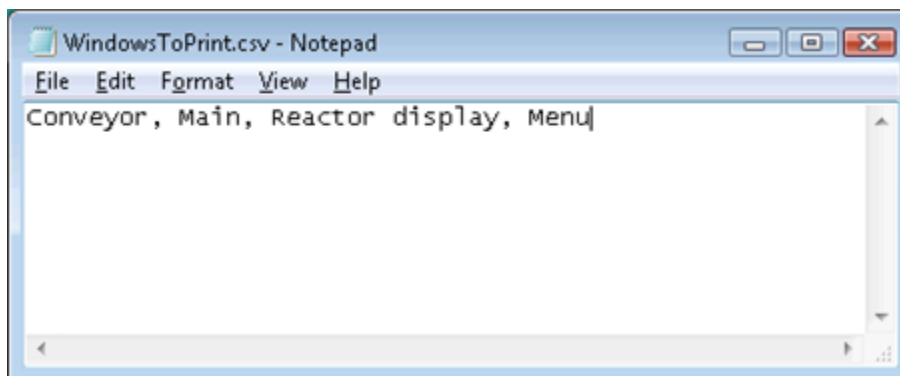 WindowsToPrint.csv - Notepad
File Edit Format View Help
Conveyor, Main, Reactor display, Menu